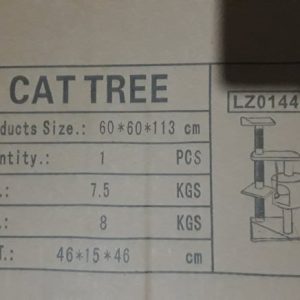 CAT TREE
LZ0144
oducts Size.: 60*60*113 cm
ntity.: 1 PCS
.: 7.5 KGS
.: 8 KGS
T.: 46*15*46 cm